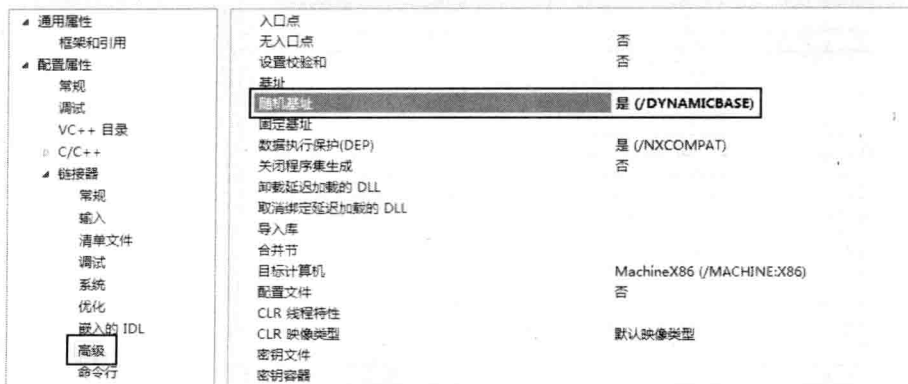 通用属性
框架和引用
配置属性
常规
调试
VC++ 目录
C/C++
链接器
常规
输入
清单文件
调试
系统
优化
嵌入的 IDL
高级
命令行
入口点
无入口点 否
设置校验和 否
基址
随机基址 是 (/DYNAMICBASE)
固定基址
数据执行保护(DEP) 是 (/NXCOMPAT)
关闭程序集生成 否
卸载延迟加载的 DLL
取消绑定延迟加载的 DLL
导入库
合并节
目标计算机 MachineX86 (/MACHINE:X86)
配置文件 否
CLR 线程特性
CLR 映像类型 默认映像类型
密钥文件
密钥容器